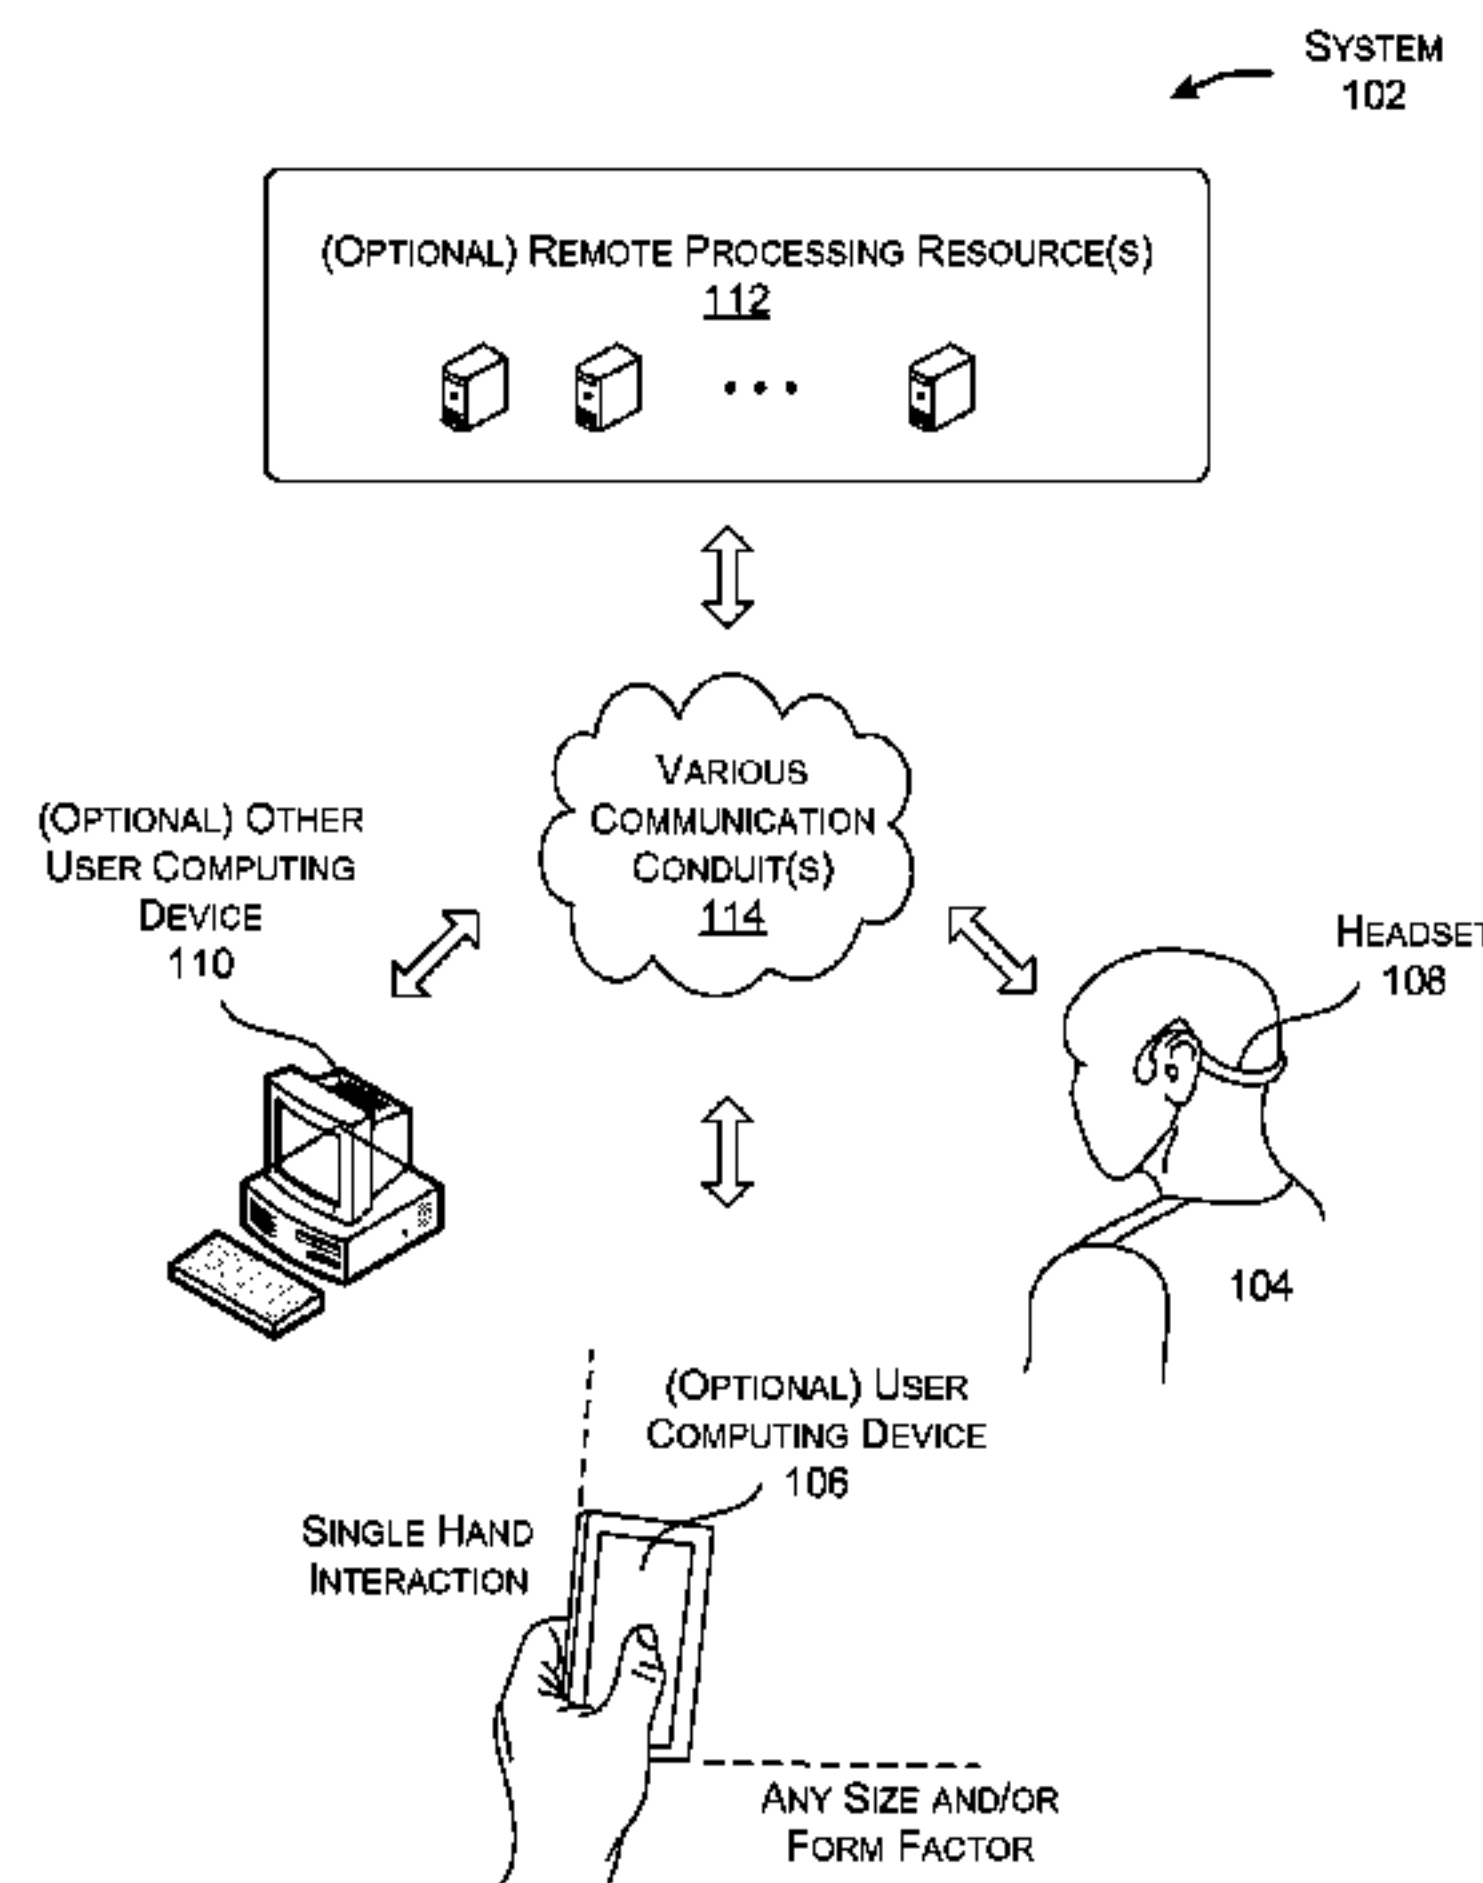 SYSTEM
102
(OPTIONAL) REMOTE PROCESSING RESOURCE(S)
112
VARIOUS
COMMUNICATION
CONDUIT(S)
114
(OPTIONAL) OTHER
USER COMPUTING
DEVICE
110
HEADSET
108
104
(OPTIONAL) USER
COMPUTING DEVICE
106
SINGLE HAND
INTERACTION
ANY SIZE AND/OR
FORM FACTOR